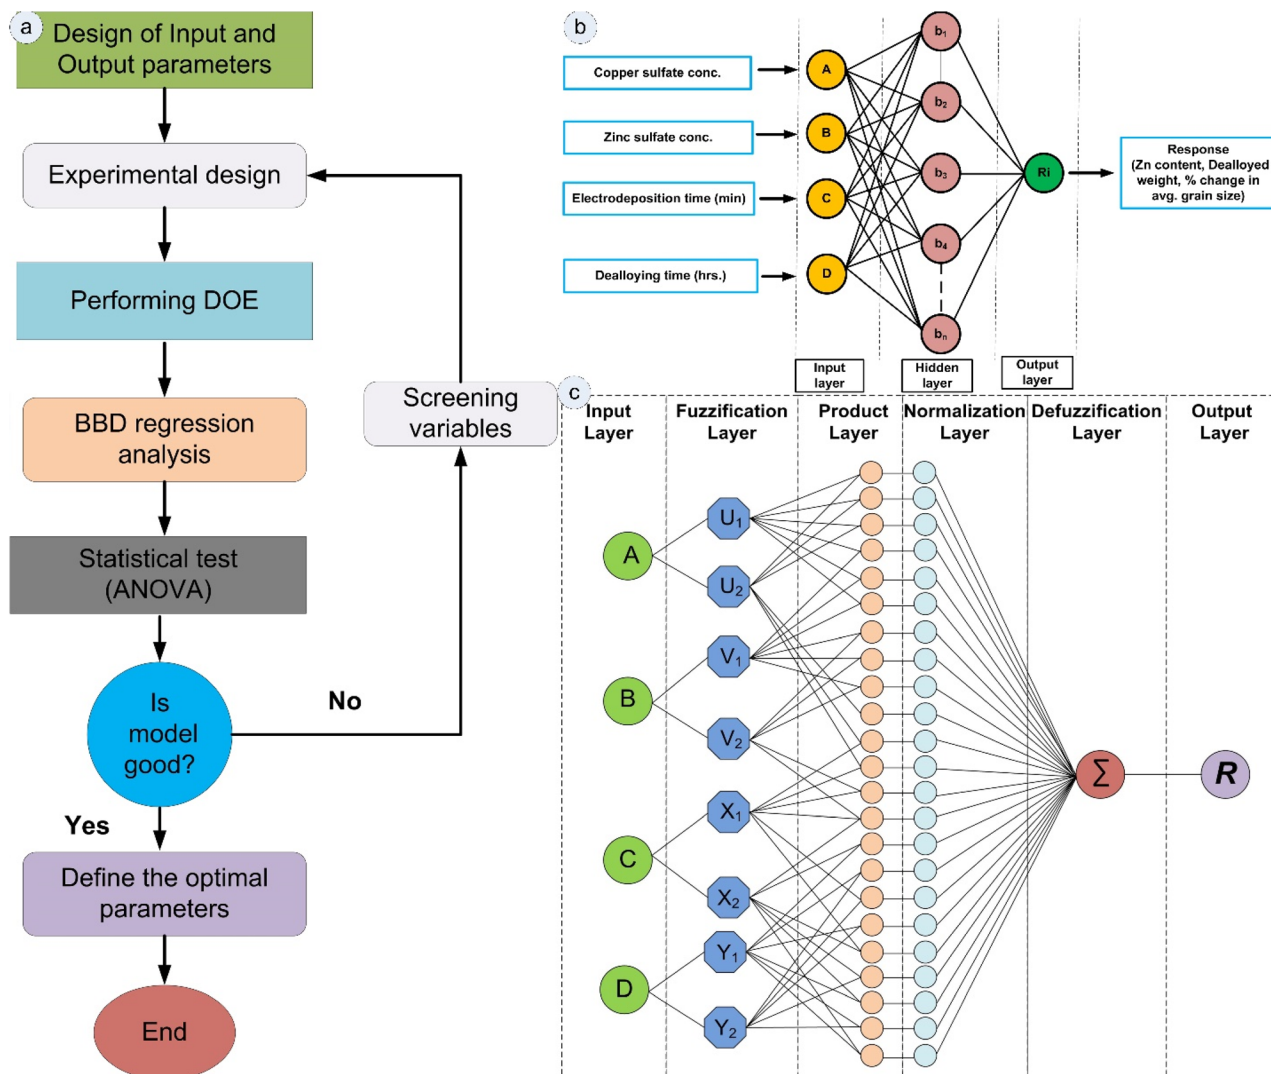 a
Design of Input and
Output parameters
Experimental design
Performing DOE
BBD regression
analysis
Screening
variables
Statistical test
(ANOVA)
Is
model
good?
No
Yes
Define the optimal
parameters
End
b
Copper sulfate conc.
Zinc sulfate conc.
Electrodeposition time (min)
Dealloying time (hrs.)
A
B
C
D
b1
b2
b3
b4
bn
Ri
Response
(Zn content, Dealloyed
weight, % change in
avg. grain size)
Input
layer
Hidden
layer
Output
layer
c
Input
Layer
Fuzzification
Layer
Product
Layer
Normalization
Layer
Defuzzification
Layer
Output
Layer
A
B
C
D
U1
U2
V1
V2
X1
X2
Y1
Y2
∑
R